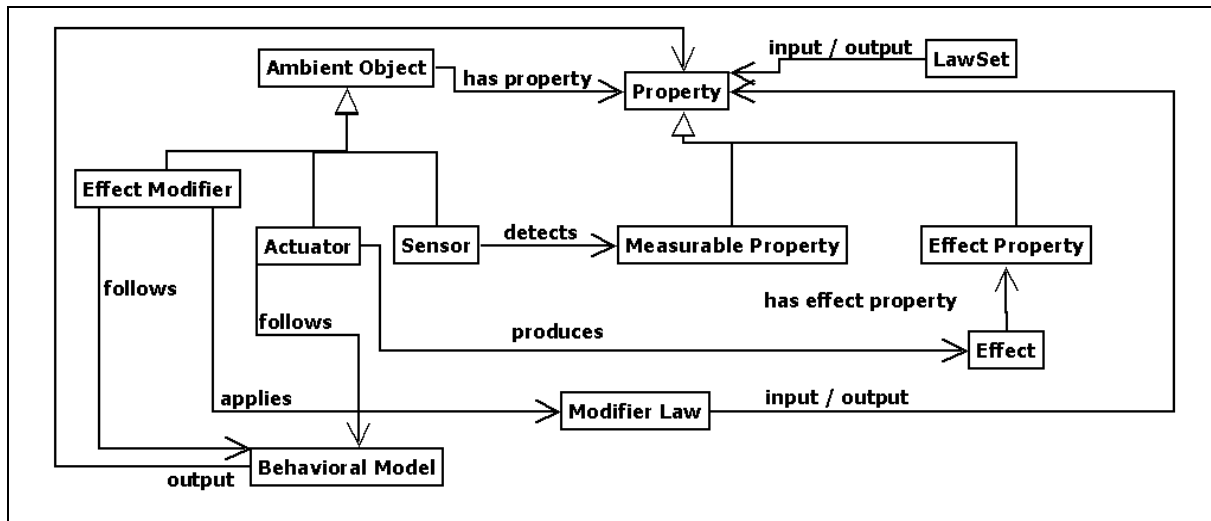 input / output
LawSet
Ambient Object
has property
Property
Effect Modifier
Actuator
Sensor
detects
Measurable Property
Effect Property
follows
has effect property
follows
produces
Effect
applies
Modifier Law
input / output
Behavioral Model
output